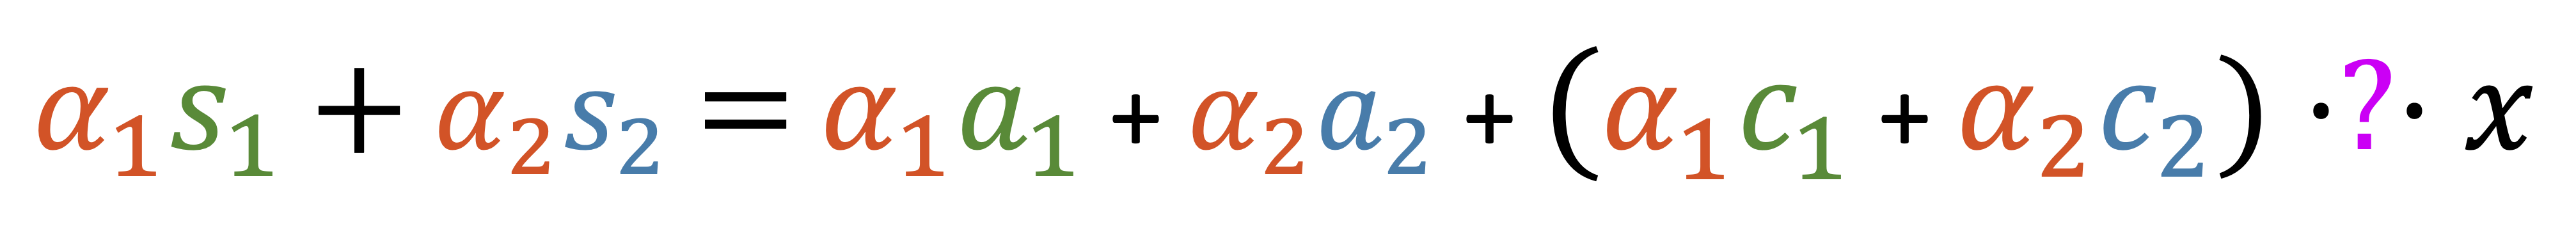 α₁s₁ + α₂s₂ = α₁a₁ + α₂a₂ + (α₁c₁ + α₂c₂) ·?· x